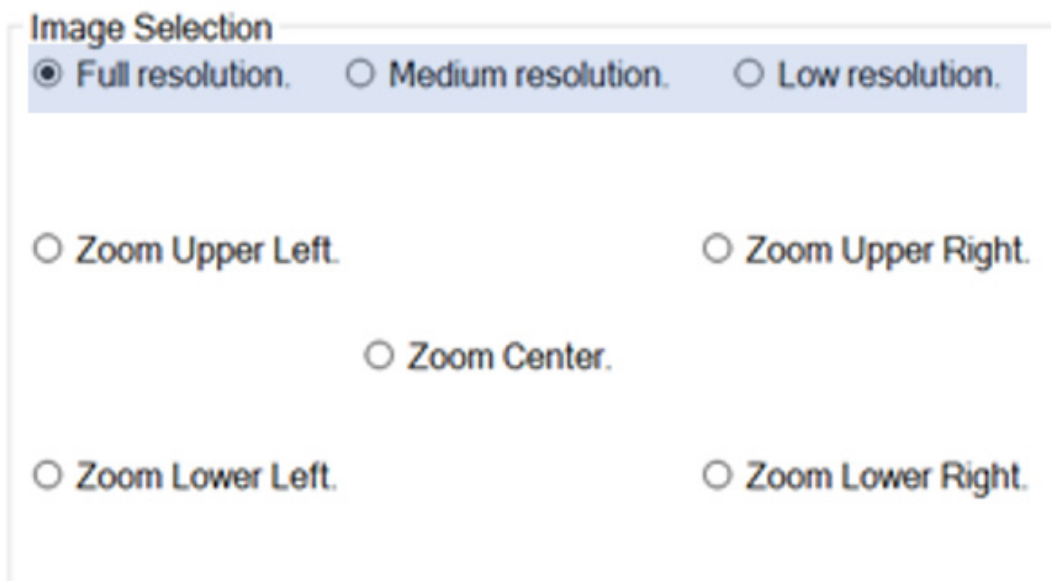 Image Selection
Full resolution. Medium resolution. Low resolution.
Zoom Upper Left. Zoom Upper Right.
Zoom Center.
Zoom Lower Left. Zoom Lower Right.